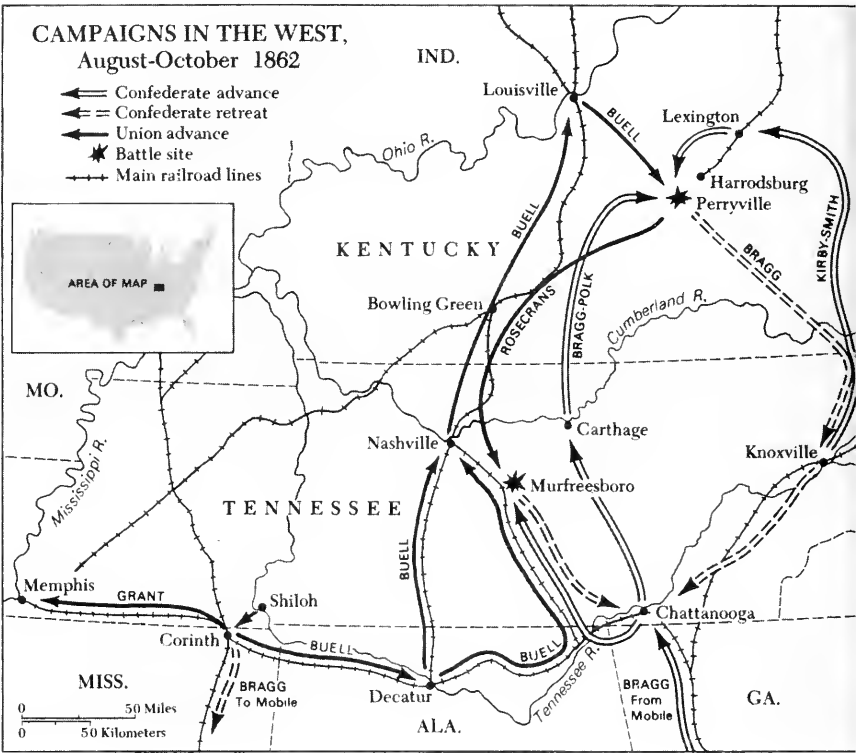 CAMPAIGNS IN THE WEST,
August-October 1862
Confederate advance
Confederate retreat
Union advance
Battle site
Main railroad lines
AREA OF MAP
IND.
Louisville
BUELL
Lexington
Ohio R.
Harrodsburg
Perryville
KENTUCKY
BUELL
BRAGG
KIRBY-SMITH
Bowling Green
ROSECRANS
BRAGG-POLK
Cumberland R.
MO.
Mississippi R.
Nashville
Carthage
Knoxville
Murfreesboro
TENNESSEE
BUELL
Memphis
GRANT
Shiloh
Chattanooga
Corinth
BUELL
BUELL
Tennessee R.
MISS.
BRAGG
To Mobile
Decatur
BRAGG
From
Mobile
GA.
ALA.
0 50 Miles
0 50 Kilometers